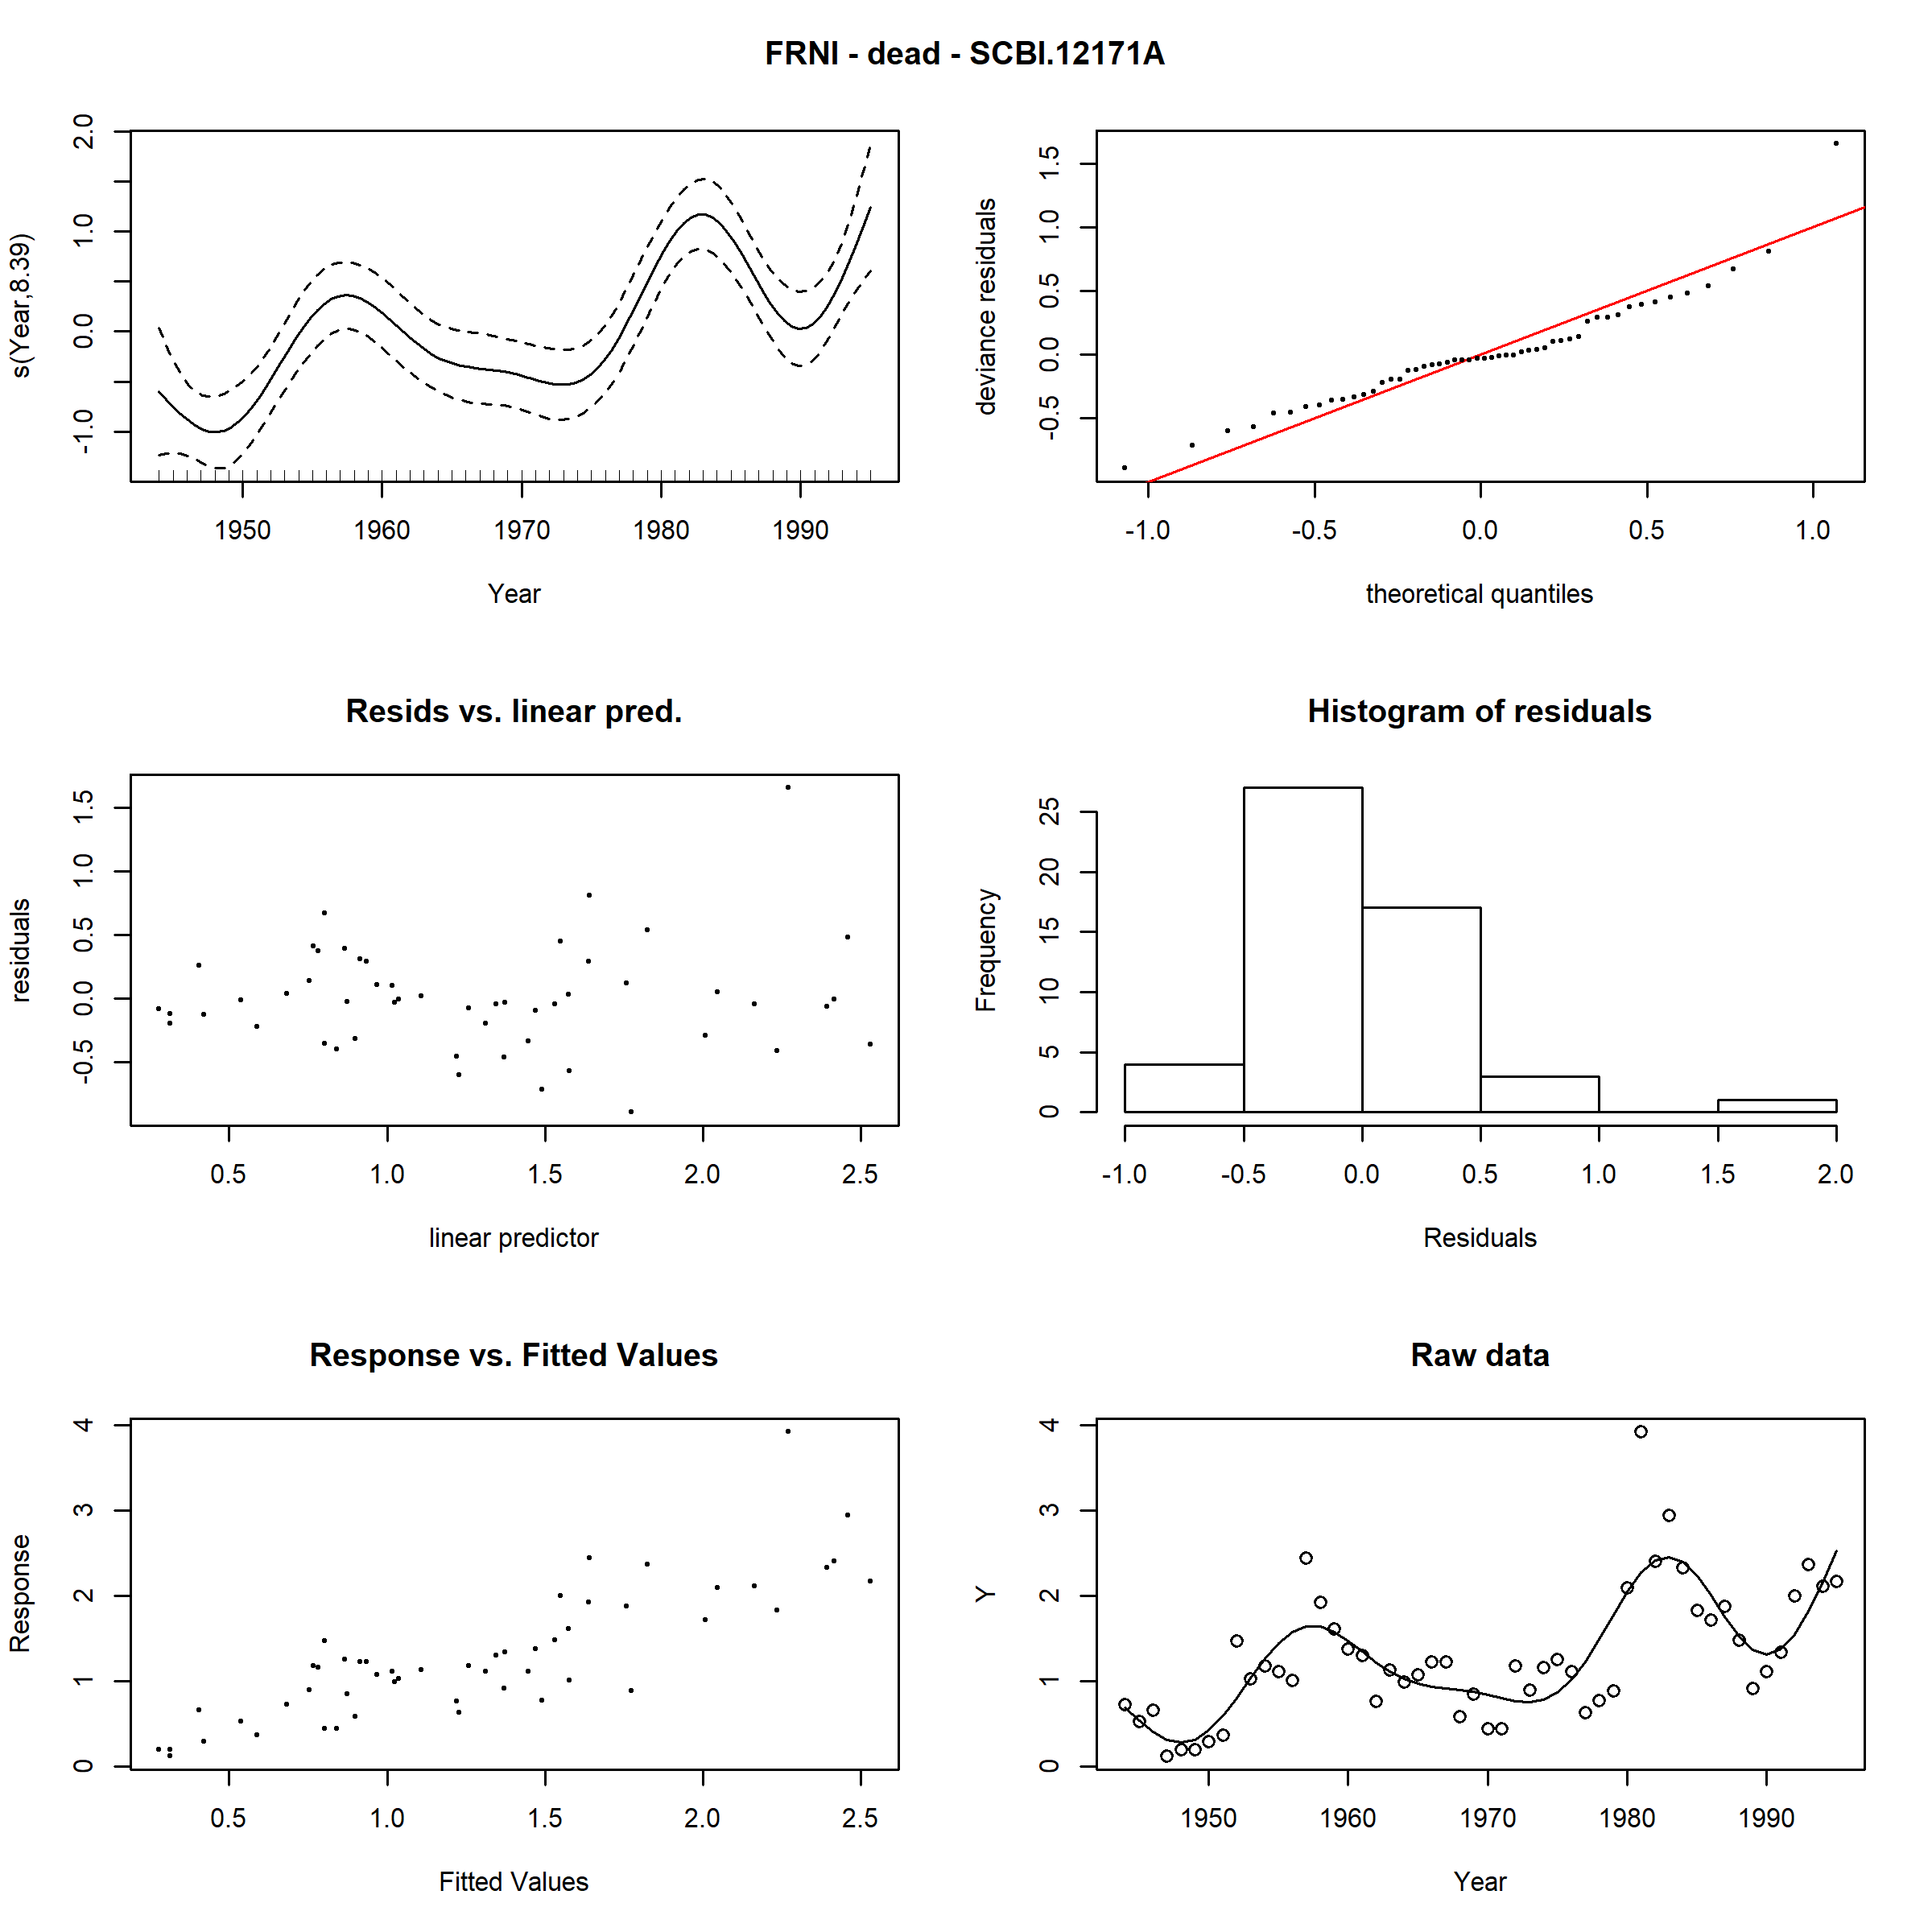 FRNI - dead - SCBI.12171A
s(Year,8.39)
-1.0 0.0 1.0 2.0
1950 1960 1970 1980 1990
Year
deviance residuals
-0.5 0.0 0.5 1.0 1.5
-1.0 -0.5 0.0 0.5 1.0
theoretical quantiles
Resids vs. linear pred.
residuals
-0.5 0.0 0.5 1.0 1.5
0.5 1.0 1.5 2.0 2.5
linear predictor
Histogram of residuals
Frequency
0 5 10 15 20 25
-1.0 -0.5 0.0 0.5 1.0 1.5 2.0
Residuals
Response vs. Fitted Values
Response
0 1 2 3 4
0.5 1.0 1.5 2.0 2.5
Fitted Values
Raw data
Y
0 1 2 3 4
1950 1960 1970 1980 1990
Year